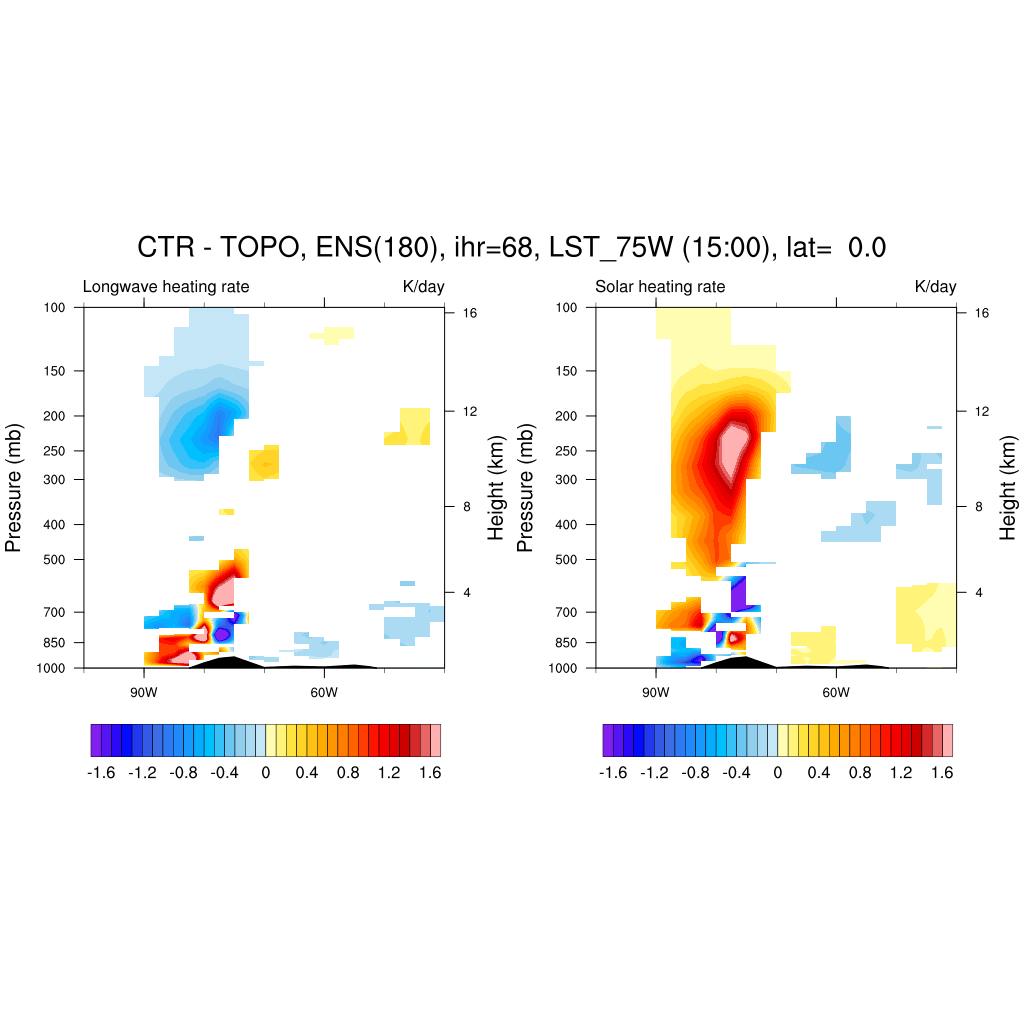 CTR - TOPO, ENS(180), ihr=68, LST_75W (15:00), lat=  0.0
Longwave heating rate K/day
100
150
200
250
300
400
500
700
850
1000
Pressure (mb)
16
12
8
4
Height (km)
90W 60W
-1.6 -1.2 -0.8 -0.4 0 0.4 0.8 1.2 1.6
Solar heating rate K/day
100
150
200
250
300
400
500
700
850
1000
Pressure (mb)
16
12
8
4
Height (km)
90W 60W
-1.6 -1.2 -0.8 -0.4 0 0.4 0.8 1.2 1.6